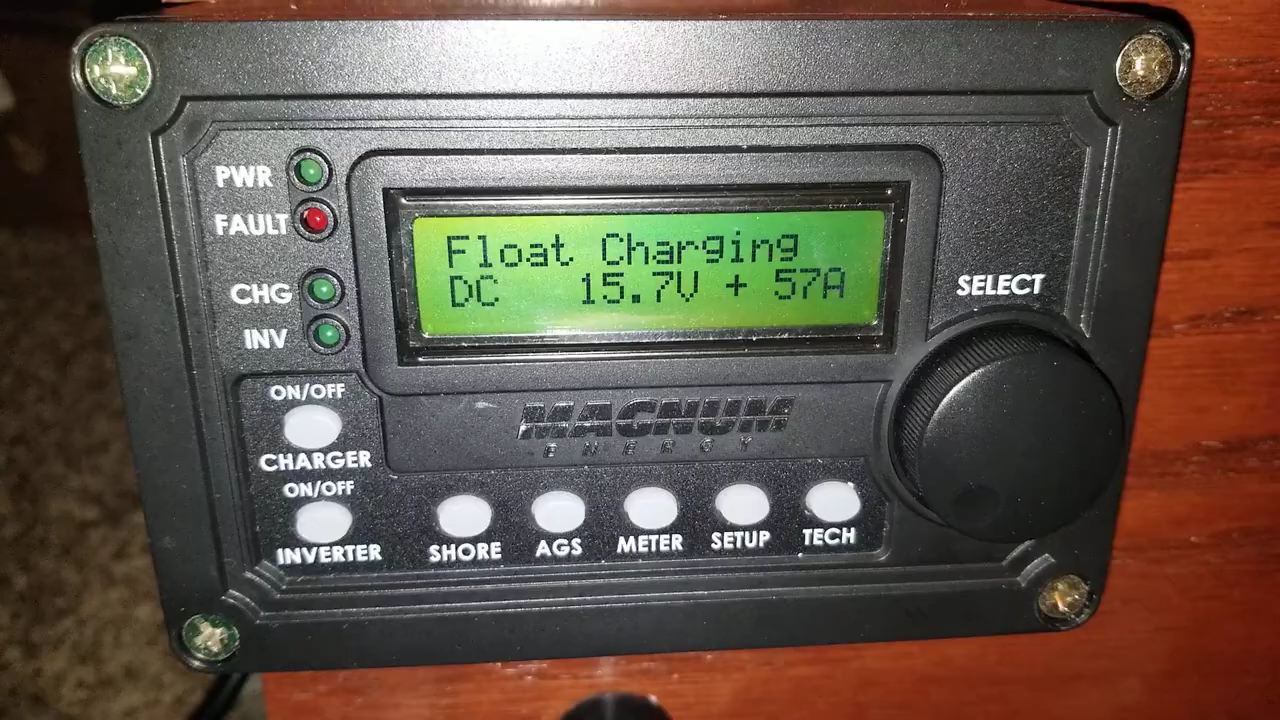 PWR
FAULT
CHG
INV
Float Charging
DC 15.7V + 57A
SELECT
MAGNUM
ENERGY
ON/OFF
CHARGER
ON/OFF
INVERTER
SHORE
AGS
METER
SETUP
TECH